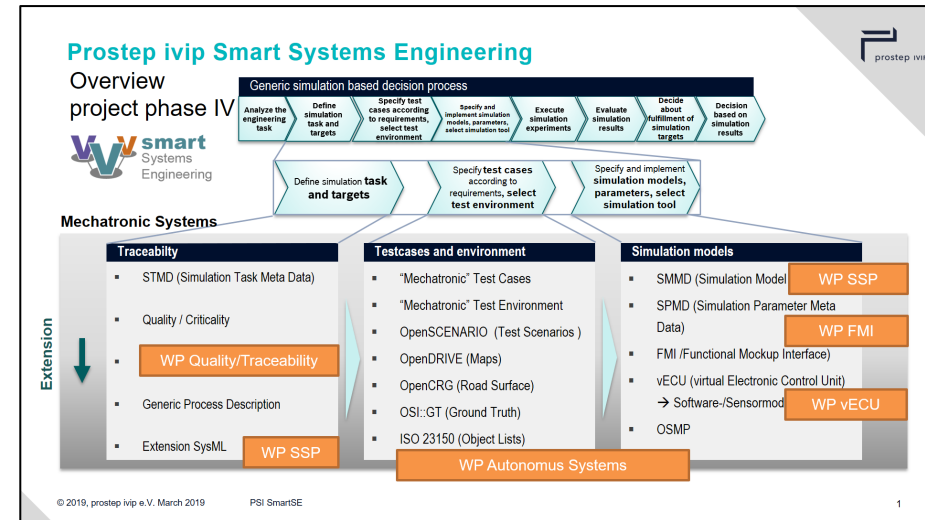 Prostep ivip Smart Systems Engineering
prostep ivip
Overview
project phase IV
Generic simulation based decision process
Analyze the
engineering
task
Define
simulation
task and
targets
Specify test
cases according
to requirements,
select test
environment
Specify and
implement simulation
models, parameters,
select simulation tool
Execute
simulation
experiments
Evaluate
simulation
results
Decide
about
fulfillment of
simulation
targets
Decision
based on
simulation
results
VVV smart
Systems
Engineering
Define simulation task
and targets
Specify test cases
according to
requirements, select
test environment
Specify and implement
simulation models,
parameters, select
simulation tool
Mechatronic Systems
Extension
Traceabilty
▪ STMD (Simulation Task Meta Data)
▪ Quality / Criticality
▪ WP Quality/Traceability
▪ Generic Process Description
▪ Extension SysML
WP SSP
Testcases and environment
▪ “Mechatronic” Test Cases
▪ “Mechatronic” Test Environment
▪ OpenSCENARIO (Test Scenarios )
▪ OpenDRIVE (Maps)
▪ OpenCRG (Road Surface)
▪ OSI::GT (Ground Truth)
▪ ISO 23150 (Object Lists)
WP Autonomus Systems
Simulation models
▪ SMMD (Simulation Model
WP SSP
▪ SPMD (Simulation Parameter Meta
Data)
WP FMI
▪ FMI /Functional Mockup Interface)
▪ vECU (virtual Electronic Control Unit)
→ Software-/Sensormod
WP vECU
▪ OSMP
© 2019, prostep ivip e.V. March 2019
PSI SmartSE
1